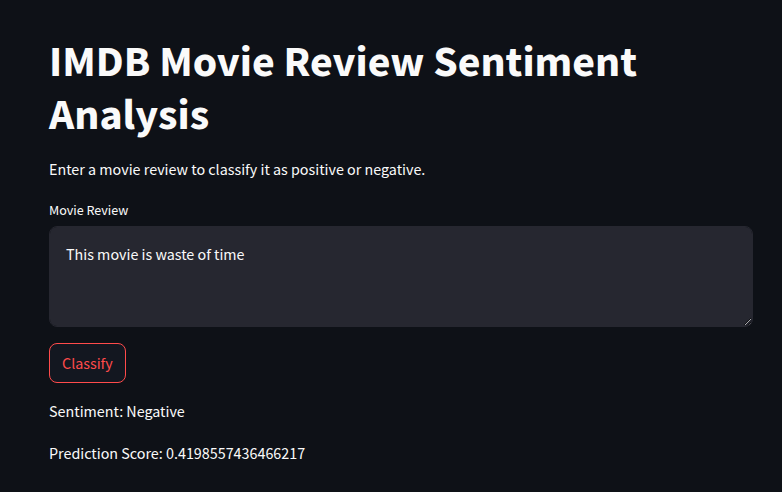 IMDB Movie Review Sentiment
Analysis
Enter a movie review to classify it as positive or negative.
Movie Review
This movie is waste of time
Classify
Sentiment: Negative
Prediction Score: 0.4198557436466217